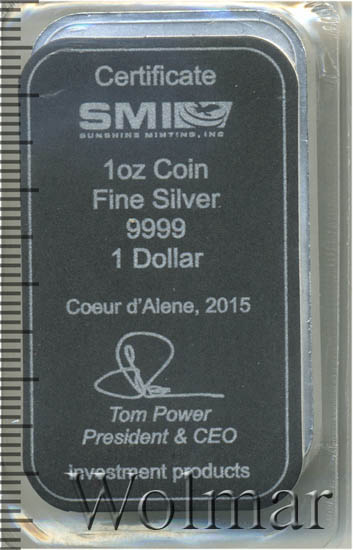 Certificate
SMI
SUNSHINE MINTING, INC
1oz Coin
Fine Silver
9999
1 Dollar
Coeur d'Alene, 2015
Tom Power
President & CEO
Investment products
Wolmar